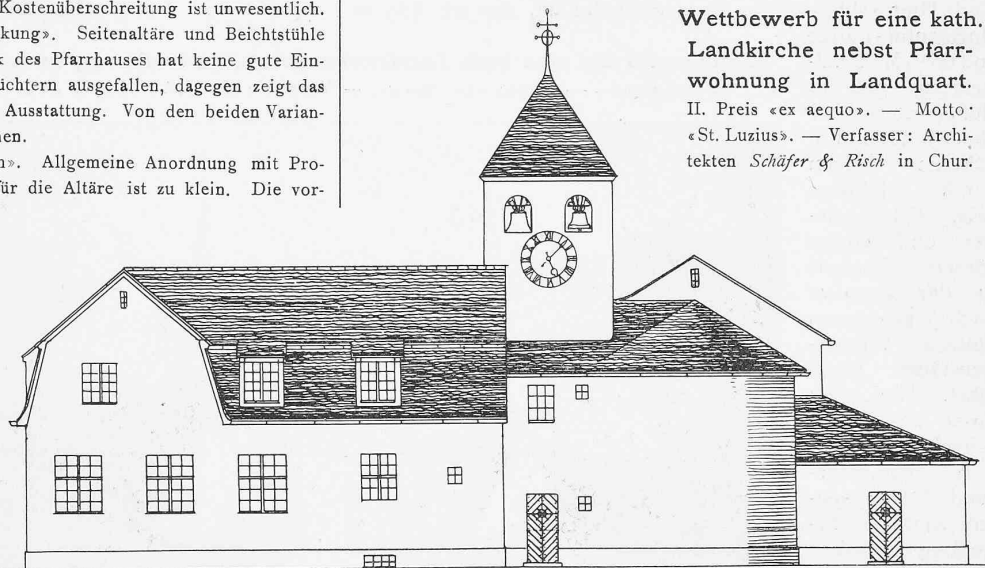 Kostenüberschreitung ist unwesentlich.
kung». Seitenaltäre und Beichtstühle
des Pfarrhauses hat keine gute Ein-
üchtern ausgefallen, dagegen zeigt das
Ausstattung. Von den beiden Varian-
nen.
n». Allgemeine Anordnung mit Pro-
für die Altäre ist zu klein. Die vor-
Wettbewerb für eine kath.
Landkirche nebst Pfarr-
wohnung in Landquart.
II. Preis «ex aequo». — Motto
«St. Luzius». — Verfasser: Archi-
tekten Schäfer & Risch in Chur.